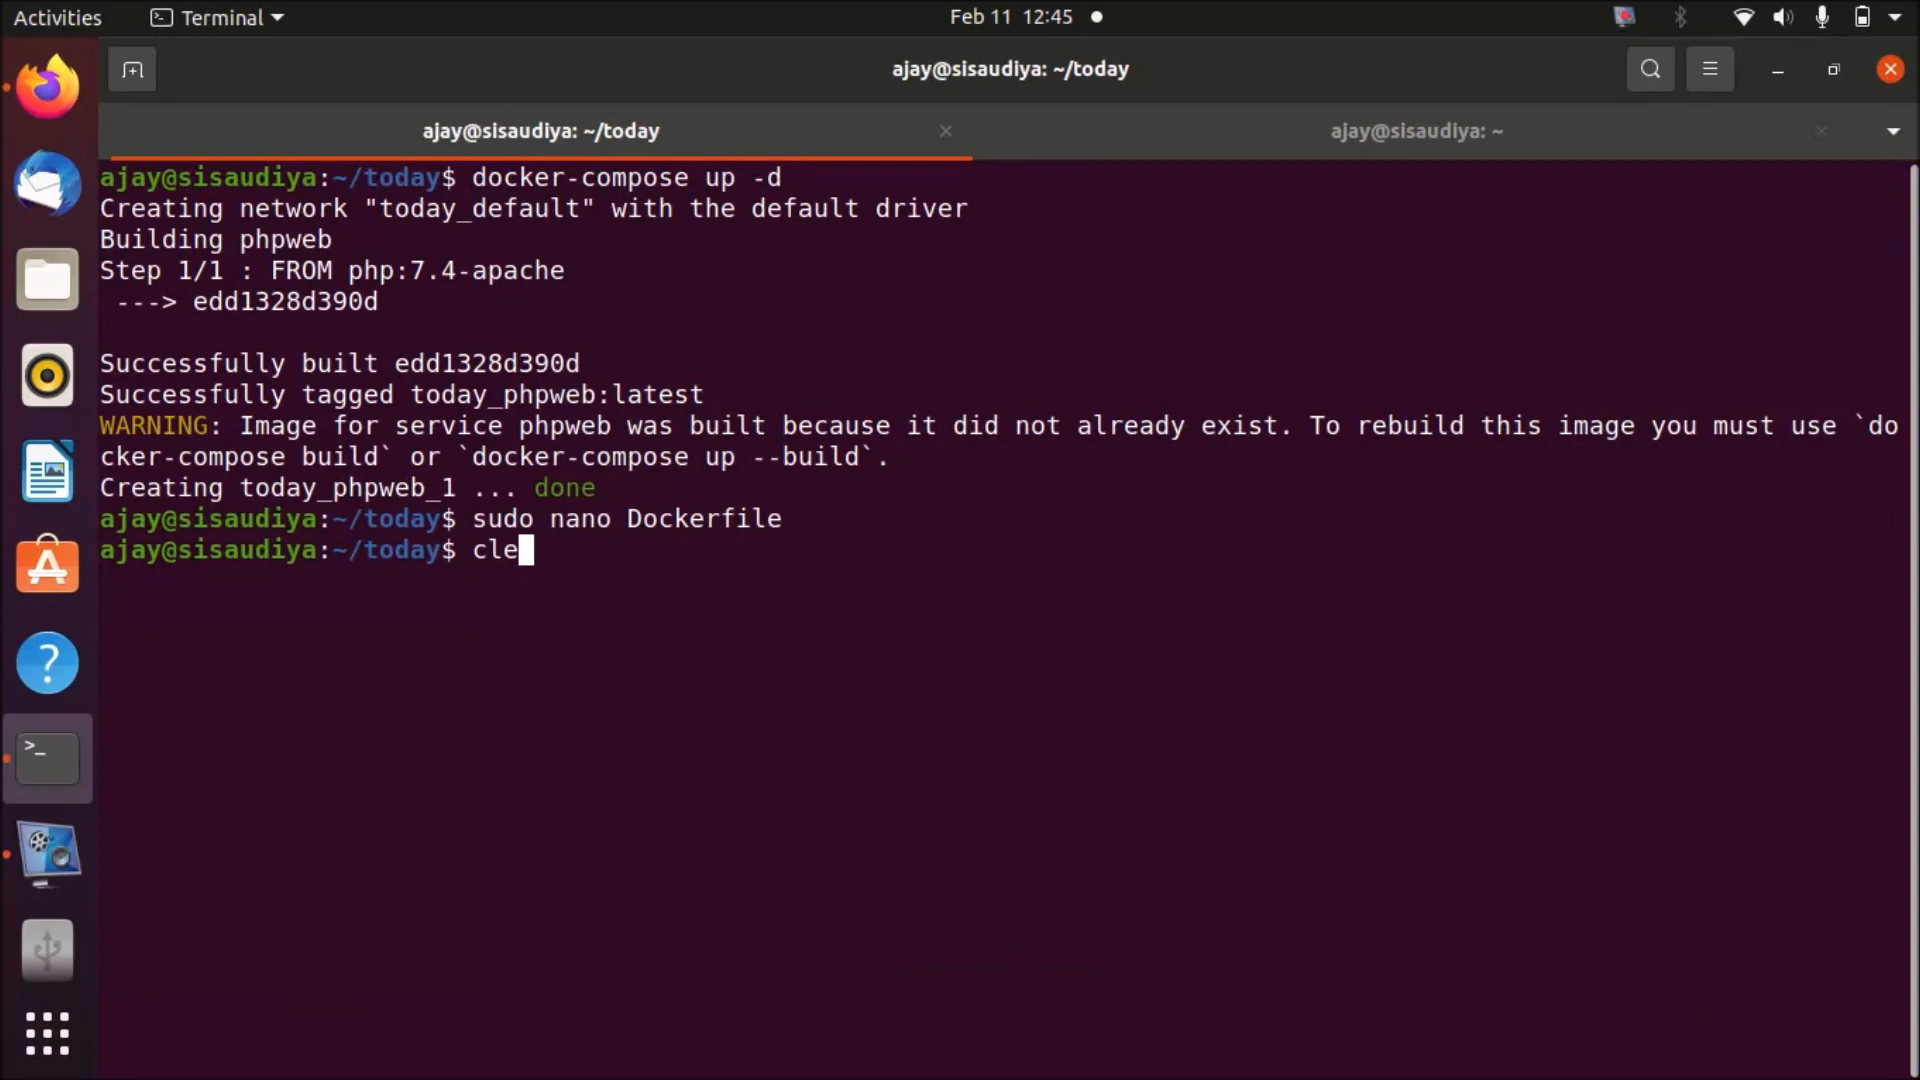 Activities Terminal Feb 11 12:45
ajay@sisaudiya: ~/today
ajay@sisaudiya: ~/today ajay@sisaudiya: ~
ajay@sisaudiya:~/today$ docker-compose up -d
Creating network "today_default" with the default driver
Building phpweb
Step 1/1 : FROM php:7.4-apache
 ---> edd1328d390d
Successfully built edd1328d390d
Successfully tagged today_phpweb:latest
WARNING: Image for service phpweb was built because it did not already exist. To rebuild this image you must use `do
cker-compose build` or `docker-compose up --build`.
Creating today_phpweb_1 ... done
ajay@sisaudiya:~/today$ sudo nano Dockerfile
ajay@sisaudiya:~/today$ cle